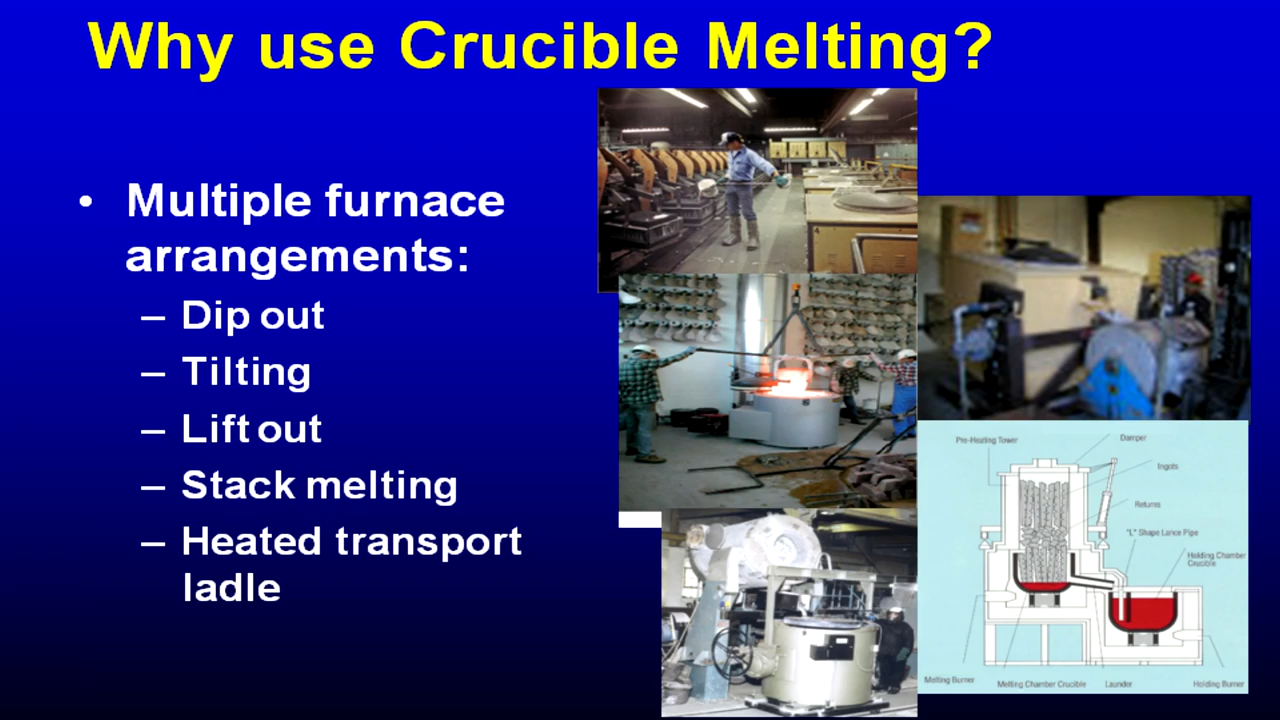 Why use Crucible Melting?
• Multiple furnace
arrangements:
– Dip out
– Tilting
– Lift out
– Stack melting
– Heated transport
ladle
Pre-Heating Tower
Damper
Ingots
Returns
"L" Shape Lance Pipe
Holding Chamber
Crucible
Melting Burner
Melting Chamber Crucible
Launder
Holding Burner